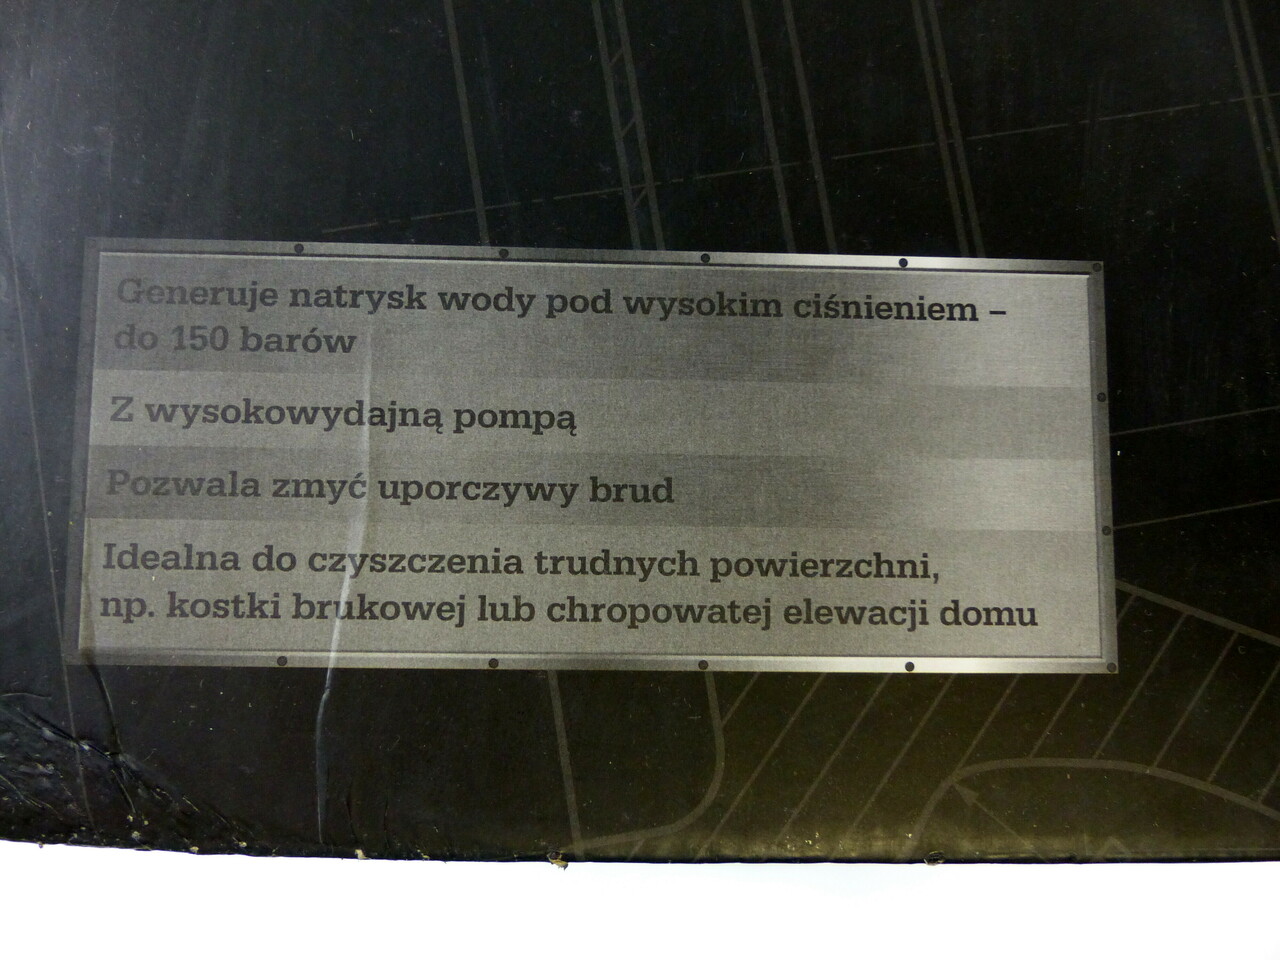 Generuje natrysk wody pod wysokim ciśnieniem –
do 150 barów
Z wysokowydajną pompą
Pozwala zmyć uporczywy brud
Idealna do czyszczenia trudnych powierzchni,
np. kostki brukowej lub chropowatej elewacji domu